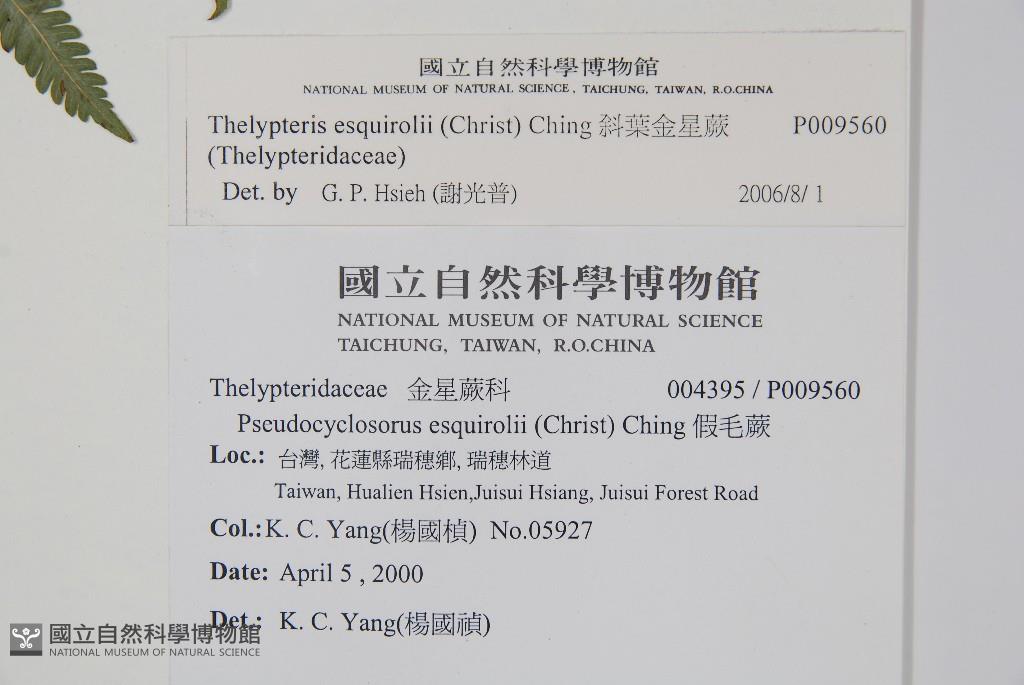 國立自然科學博物館
NATIONAL MUSEUM OF NATURAL SCIENCE, TAICHUNG, TAIWAN, R.O.CHINA
Thelypteris esquirolii (Christ) Ching 斜葉金星蕨 P009560
(Thelypteridaceae)
Det. by G. P. Hsieh (謝光普) 2006/8/ 1
國立自然科學博物館
NATIONAL MUSEUM OF NATURAL SCIENCE
TAICHUNG, TAIWAN, R.O.CHINA
Thelypteridaceae 金星蕨科 004395 / P009560
Pseudocyclosorus esquirolii (Christ) Ching 假毛蕨
Loc.: 台灣, 花蓮縣瑞穗鄉, 瑞穗林道
Taiwan, Hualien Hsien,Juisui Hsiang, Juisui Forest Road
Col.:K. C. Yang(楊國楨) No.05927
Date: April 5 , 2000
Det.: K. C. Yang(楊國禎)
國立自然科學博物館
NATIONAL MUSEUM OF NATURAL SCIENCE